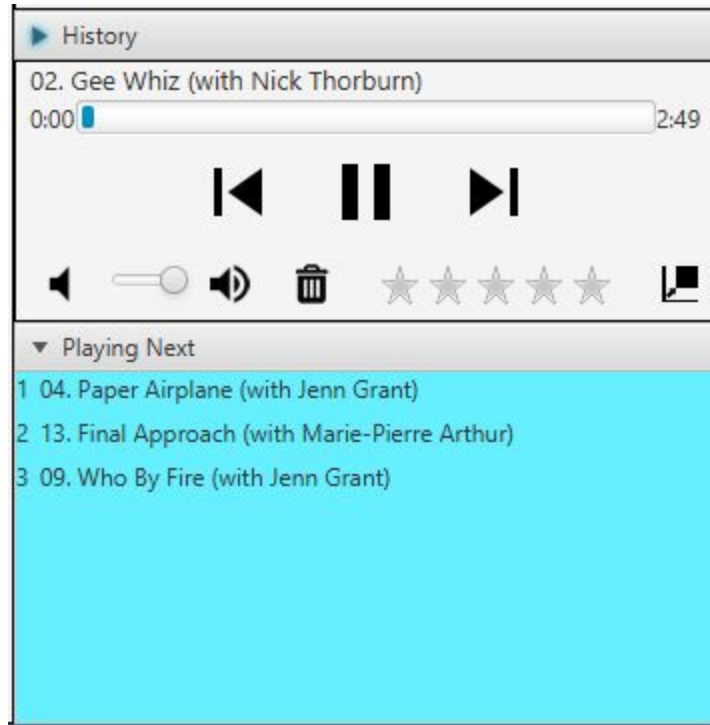 History
02. Gee Whiz (with Nick Thorburn)
0:00 2:49
Playing Next
1 04. Paper Airplane (with Jenn Grant)
2 13. Final Approach (with Marie-Pierre Arthur)
3 09. Who By Fire (with Jenn Grant)